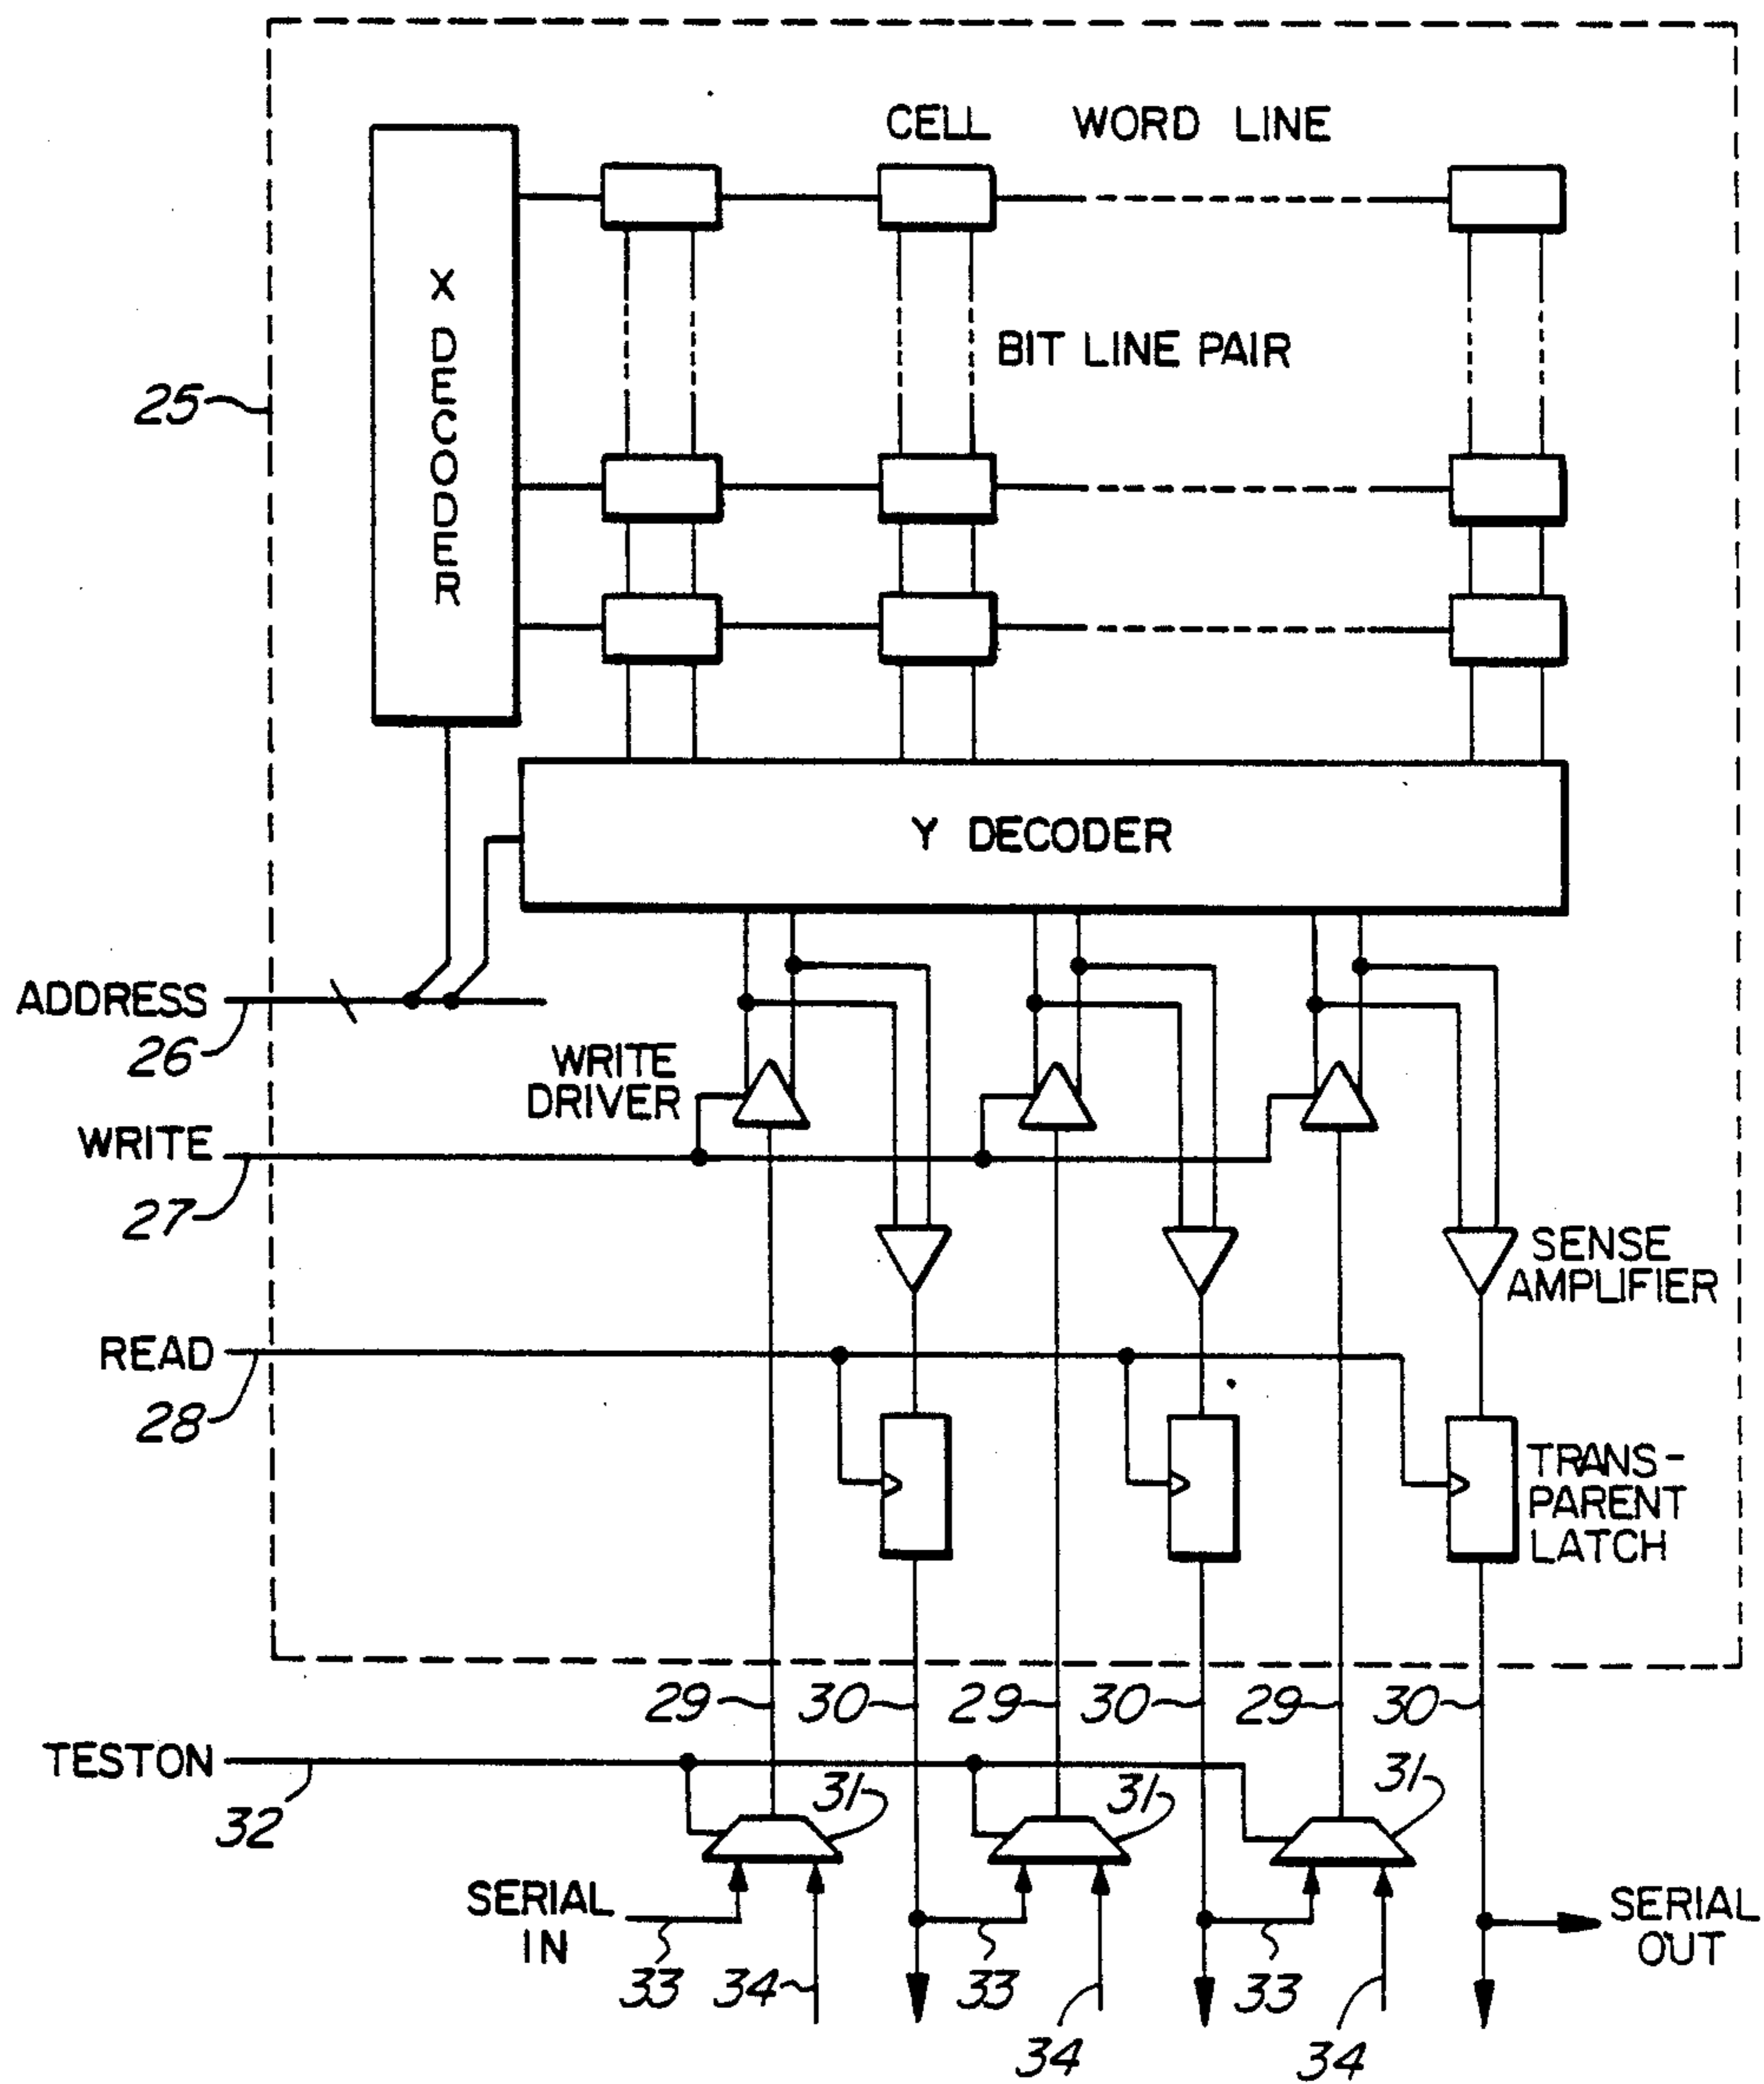 CELL WORD LINE
X DECODER
BIT LINE PAIR
25
Y DECODER
ADDRESS
26
WRITE
DRIVER
WRITE
27
SENSE
AMPLIFIER
READ
28
TRANS-
PARENT
LATCH
29 30 29 30 29 30
TESTON
32
31 31 31
SERIAL
IN
SERIAL
OUT
33 34 33 33
34 34